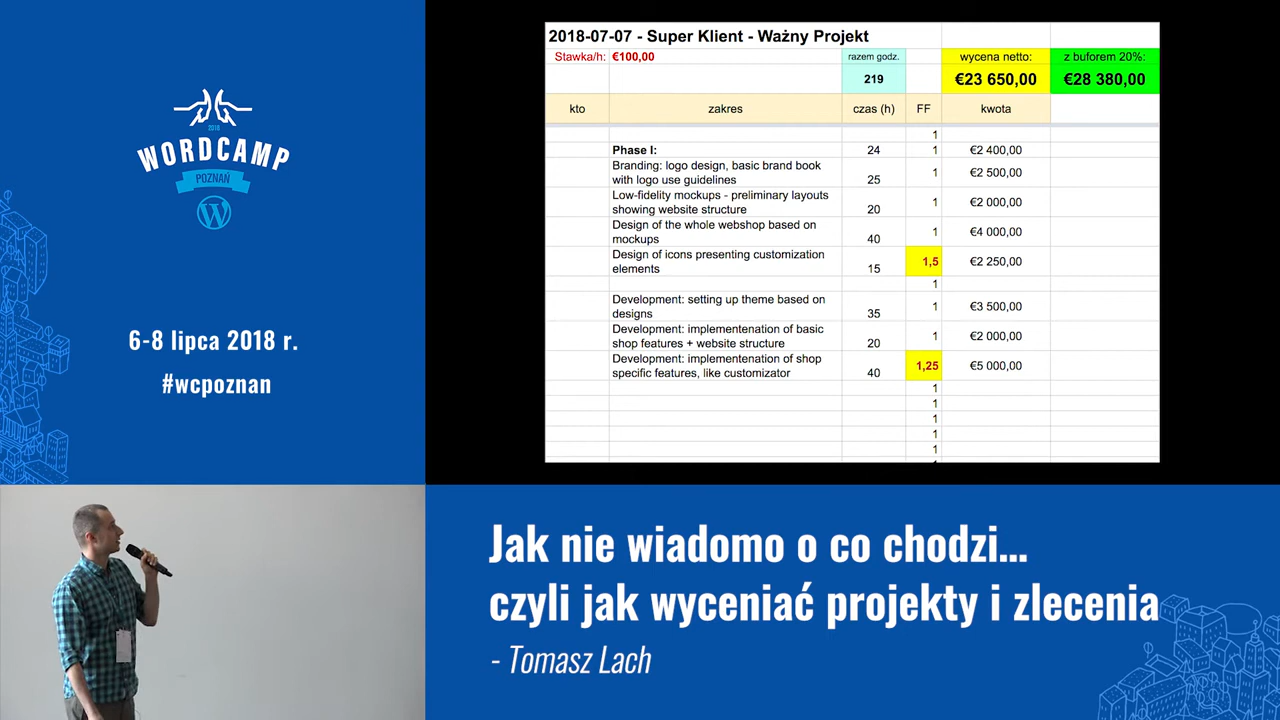 2018
WORDCAMP
POZNAŃ
6-8 lipca 2018 r.
#wcpoznan
2018-07-07 - Super Klient - Ważny Projekt
Stawka/h: €100,00 razem godz. wycena netto: z buforem 20%:
219 €23 650,00 €28 380,00
kto zakres czas (h) FF kwota
1
Phase I: 24 1 €2 400,00
Branding: logo design, basic brand book
with logo use guidelines 25 1 €2 500,00
Low-fidelity mockups - preliminary layouts
showing website structure 20 1 €2 000,00
Design of the whole webshop based on
mockups 40 1 €4 000,00
Design of icons presenting customization
elements 15 1,5 €2 250,00
1
Development: setting up theme based on
designs 35 1 €3 500,00
Development: implementenation of basic
shop features + website structure 20 1 €2 000,00
Development: implementenation of shop
specific features, like customizator 40 1,25 €5 000,00
1
1
1
1
1
Jak nie wiadomo o co chodzi...
czyli jak wyceniać projekty i zlecenia
- Tomasz Lach